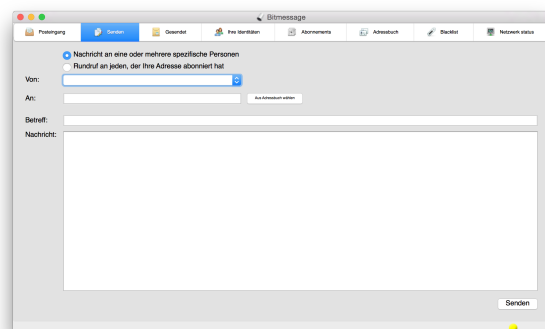 Bitmessage
Posteingang Senden Gesendet Ihre Identitäten Abonnements Adressbuch Blacklist Netzwerk status
Nachricht an eine oder mehrere spezifische Personen
Rundruf an jeden, der Ihre Adresse abonniert hat
Von:
An: Aus Adressbuch wählen
Betreff:
Nachricht:
Senden